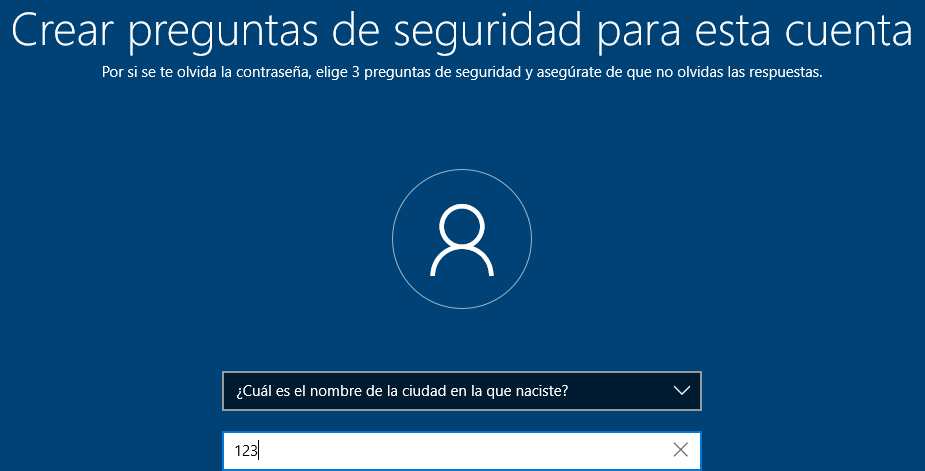 Crear preguntas de seguridad para esta cuenta
Por si se te olvida la contraseña, elige 3 preguntas de seguridad y asegúrate de que no olvidas las respuestas.
¿Cuál es el nombre de la ciudad en la que naciste?
123